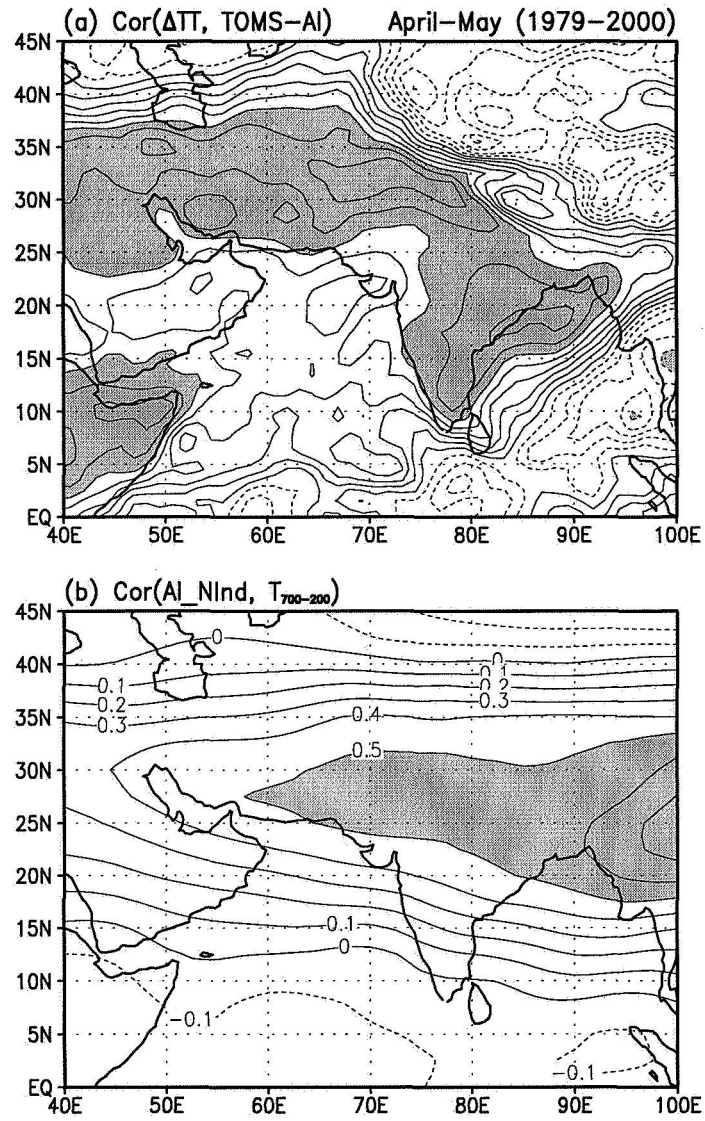 (a) Cor(ΔTT, TOMS-AI) April-May (1979-2000)
45N
40N
35N
30N
25N
20N
15N
10N
5N
EQ
40E 50E 60E 70E 80E 90E 100E
(b) Cor(AI_NInd, T700-200)
45N
0
40N
0
0.1
0.1
0.2
0.2
0.3
35N
0.3
0.4
0.5
30N
25N
20N
15N
0.1
0
10N
-0.1
5N
-0.1
EQ
40E 50E 60E 70E 80E 90E 100E